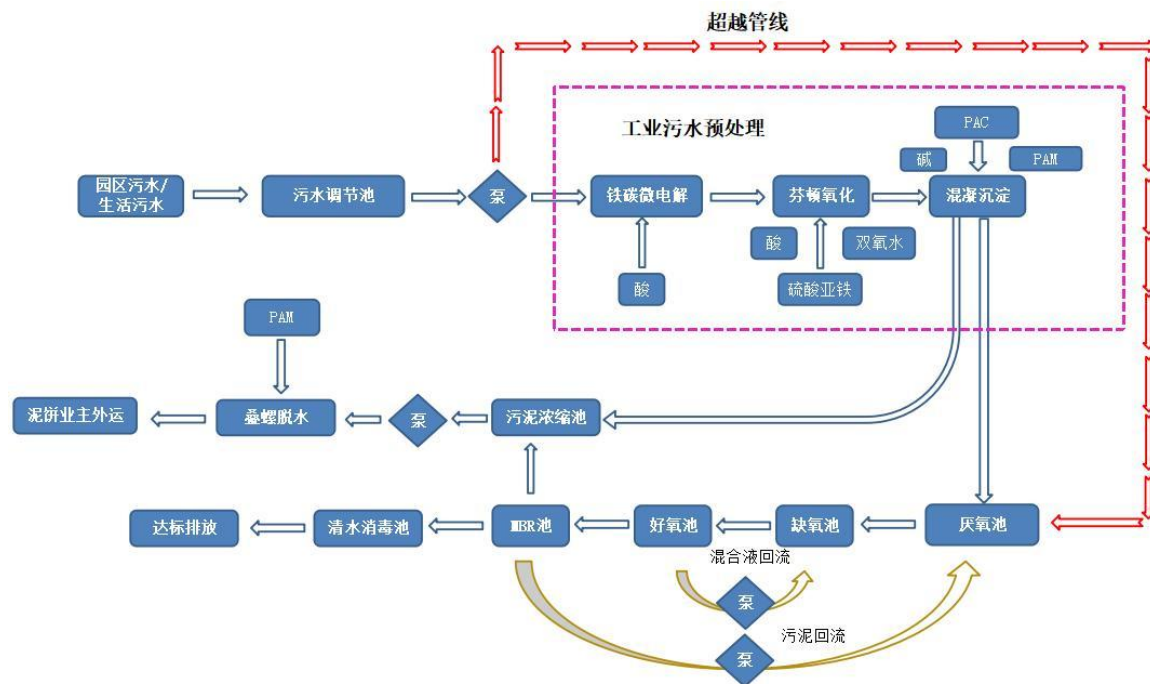 超越管线
工业污水预处理
PAC
碱
PAM
园区污水/
生活污水
污水调节池
泵
铁碳微电解
芬顿氧化
混凝沉淀
酸
双氧水
酸
硫酸亚铁
PAM
泥饼业主外运
叠螺脱水
泵
污泥浓缩池
达标排放
清水消毒池
MBR池
好氧池
缺氧池
厌氧池
混合液回流
泵
污泥回流
泵